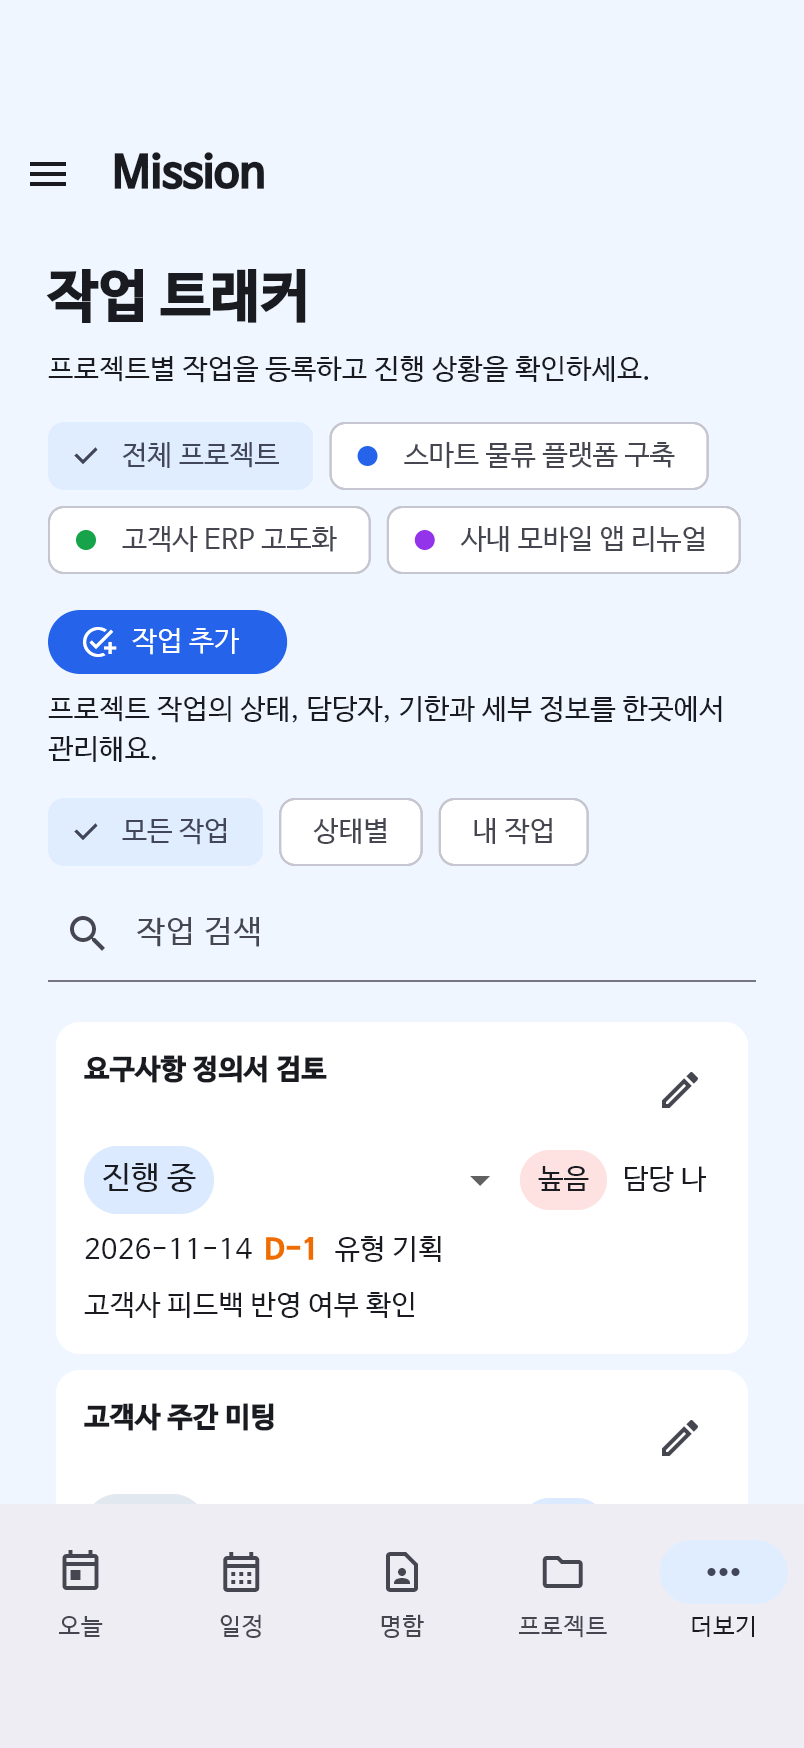 Mission
작업 트래커
프로젝트별 작업을 등록하고 진행 상황을 확인하세요.
전체 프로젝트
스마트 물류 플랫폼 구축
고객사 ERP 고도화
사내 모바일 앱 리뉴얼
작업 추가
프로젝트 작업의 상태, 담당자, 기한과 세부 정보를 한곳에서
관리해요.
모든 작업
상태별
내 작업
작업 검색
요구사항 정의서 검토
진행 중
높음
담당 나
2026-11-14 D-1 유형 기획
고객사 피드백 반영 여부 확인
고객사 주간 미팅
오늘
일정
명함
프로젝트
더보기